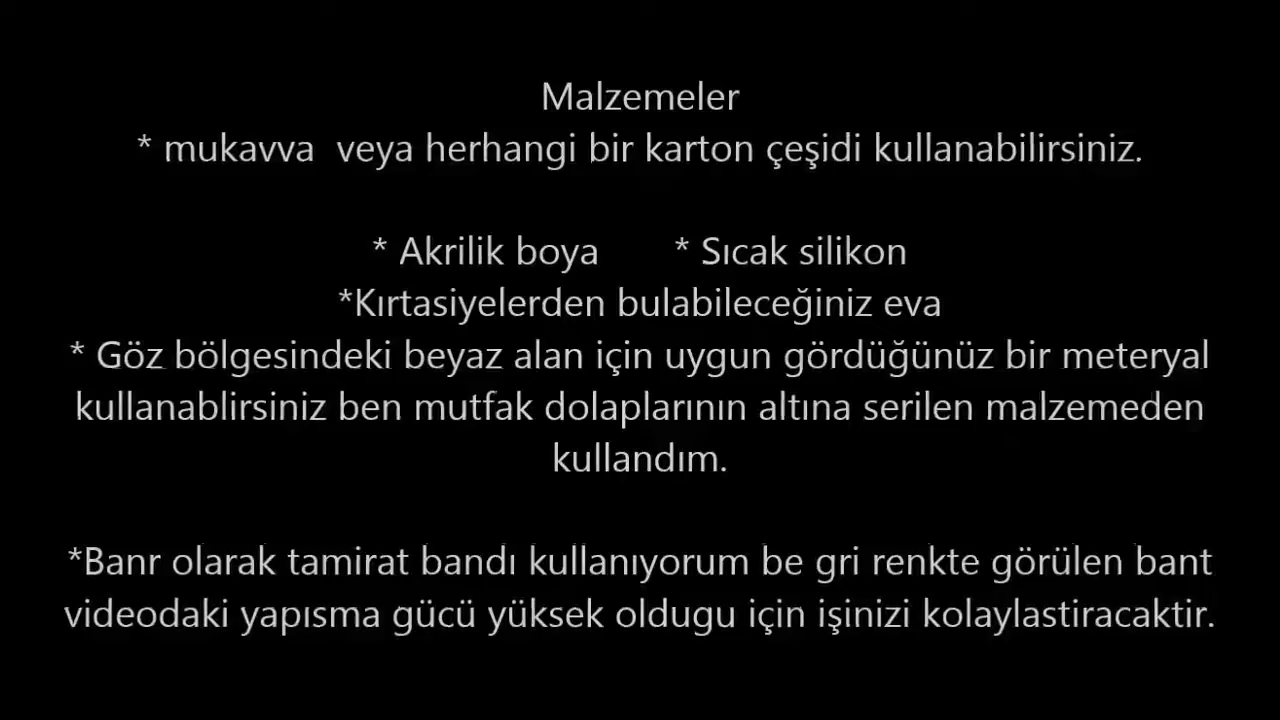 Malzemeler
* mukavva  veya herhangi bir karton çeşidi kullanabilirsiniz.
* Akrilik boya       * Sıcak silikon
*Kırtasiyelerden bulabileceğiniz eva
* Göz bölgesindeki beyaz alan için uygun gördüğünüz bir meteryal
kullanablirsiniz ben mutfak dolaplarının altına serilen malzemeden
kullandım.
*Banr olarak tamirat bandı kullanıyorum be gri renkte görülen bant
videodaki yapısma gücü yüksek oldugu için işinizi kolaylastiracaktir.